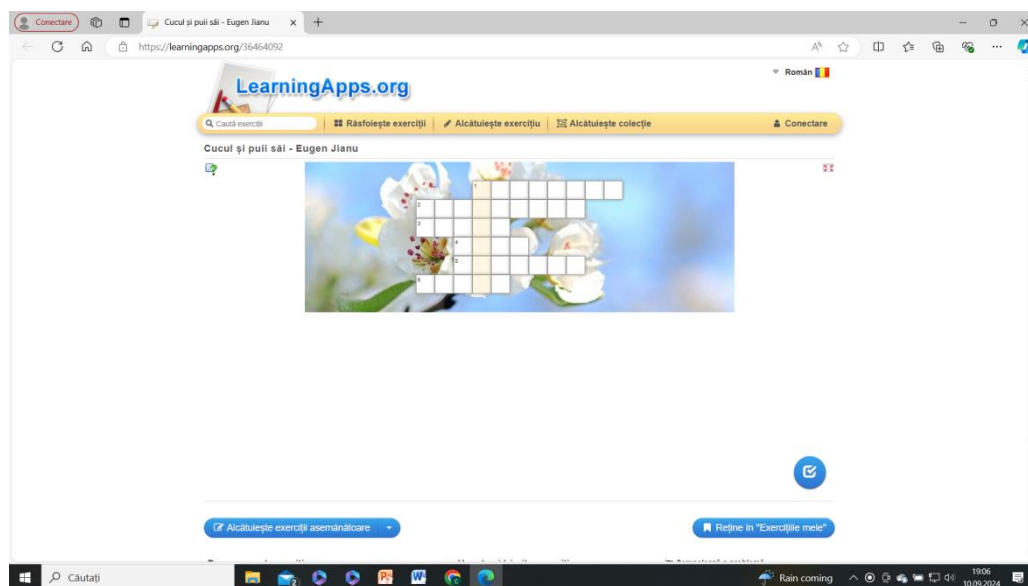 Conectare
Cucul și puii săi - Eugen Jianu
https://learningapps.org/36464092
LearningApps.org
Român
Caută exerciții
Răsfoiește exerciții
Alcătuiește exercițiu
Alcătuiește colecție
Conectare
Cucul și puii săi - Eugen Jianu
1
2
3
4
5
6
Alcătuiește exerciții asemănătoare
Reține în "Exercițiile mele"
Căutați
Rain coming
19:06
10.09.2024